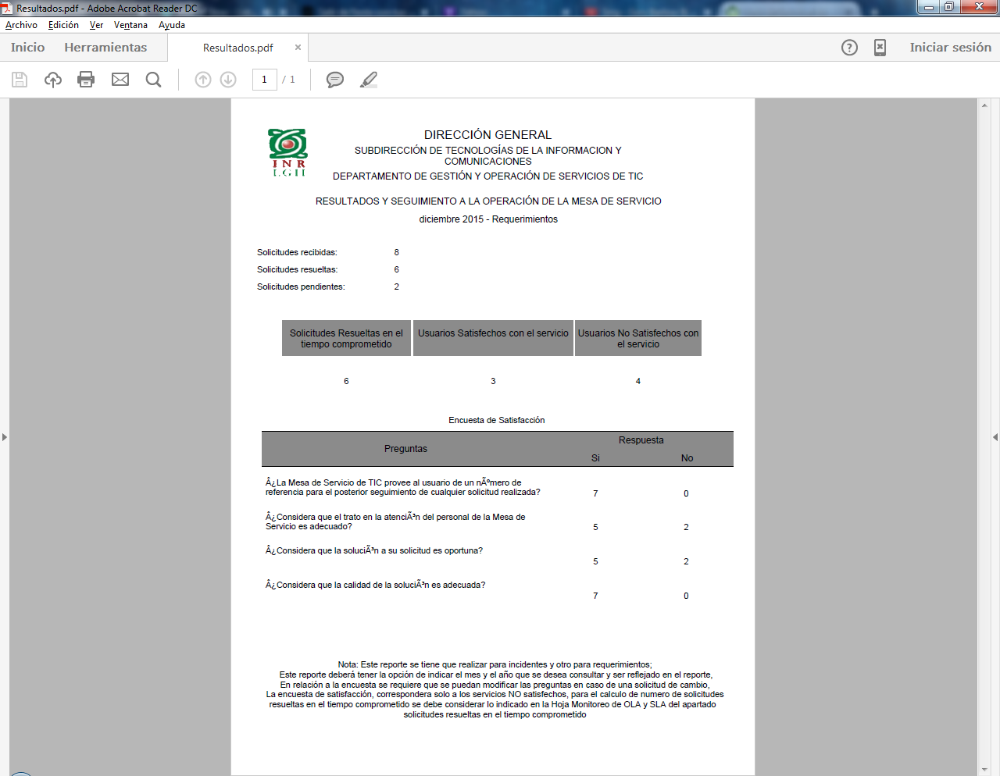 Resultados.pdf - Adobe Acrobat Reader DC
Archivo Edición Ver Ventana Ayuda
Inicio Herramientas Resultados.pdf × Iniciar sesión
1 / 1
INR
LGII
DIRECCIÓN GENERAL
SUBDIRECCIÓN DE TECNOLOGÍAS DE LA INFORMACION Y
COMUNICACIONES
DEPARTAMENTO DE GESTIÓN Y OPERACIÓN DE SERVICIOS DE TIC
RESULTADOS Y SEGUIMIENTO A LA OPERACIÓN DE LA MESA DE SERVICIO
diciembre 2015 - Requerimientos
Solicitudes recibidas: 8
Solicitudes resueltas: 6
Solicitudes pendientes: 2
Solicitudes Resueltas en el
tiempo comprometido
Usuarios Satisfechos con el servicio
Usuarios No Satisfechos con
el servicio
6 3 4
Encuesta de Satisfacción
Preguntas
Respuesta
Si No
Â¿La Mesa de Servicio de TIC provee al usuario de un nÃºmero de
referencia para el posterior seguimiento de cualquier solicitud realizada?
7 0
Â¿Considera que el trato en la atenciÃ³n del personal de la Mesa de
Servicio es adecuado?
5 2
Â¿Considera que la soluciÃ³n a su solicitud es oportuna?
5 2
Â¿Considera que la calidad de la soluciÃ³n es adecuada?
7 0
Nota: Este reporte se tiene que realizar para incidentes y otro para requerimientos;
Este reporte deberá tener la opción de indicar el mes y el año que se desea consultar y ser reflejado en el reporte,
En relación a la encuesta se requiere que se puedan modificar las preguntas en caso de una solicitud de cambio,
La encuesta de satisfacción, correspondera solo a los servicios NO satisfechos, para el calculo de numero de solicitudes
resueltas en el tiempo comprometido se debe considerar lo indicado en la Hoja Monitoreo de OLA y SLA del apartado
solicitudes resueltas en el tiempo comprometido